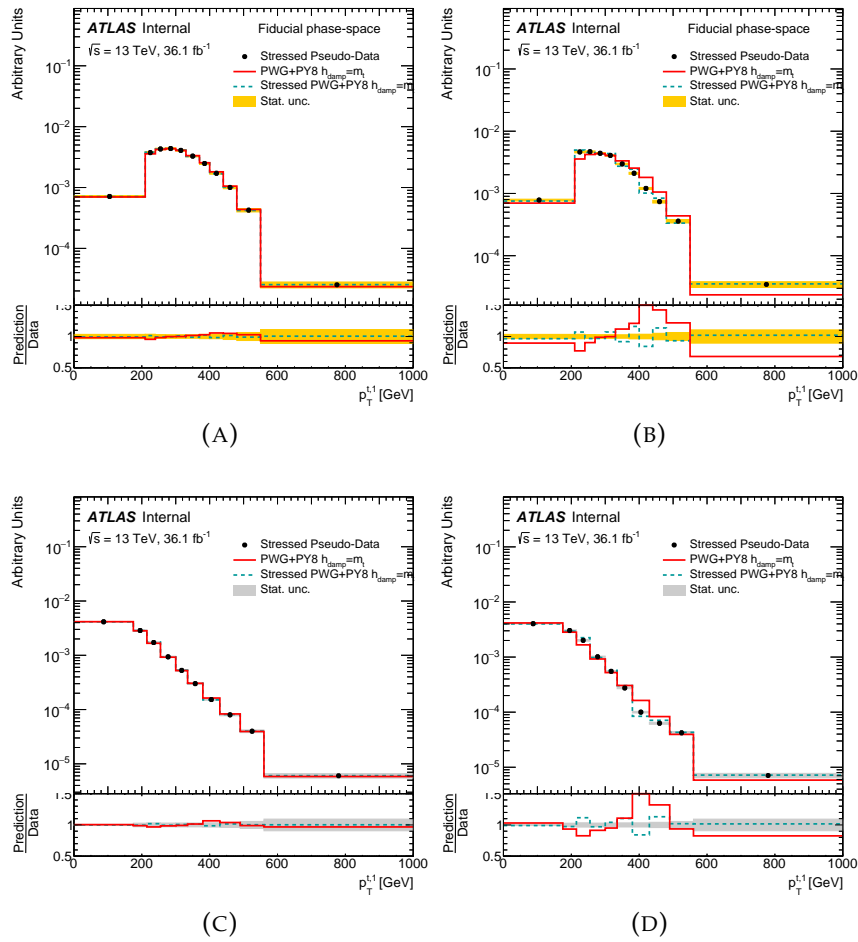 ATLAS Internal Fiducial phase-space
√s = 13 TeV, 36.1 fb⁻¹
Stressed Pseudo-Data
PWG+PY8 h_damp=m_t
Stressed PWG+PY8 h_damp=m
Stat. unc.
Arbitrary Units
10⁻¹
10⁻²
10⁻³
10⁻⁴
Prediction
Data
1.5
1
0.5
0 200 400 600 800 1000
p_T^{t,1} [GeV]
(A)
ATLAS Internal Fiducial phase-space
√s = 13 TeV, 36.1 fb⁻¹
Stressed Pseudo-Data
PWG+PY8 h_damp=m_t
Stressed PWG+PY8 h_damp=m
Stat. unc.
Arbitrary Units
10⁻¹
10⁻²
10⁻³
10⁻⁴
Prediction
Data
1.5
1
0.5
0 200 400 600 800 1000
p_T^{t,1} [GeV]
(B)
ATLAS Internal
√s = 13 TeV, 36.1 fb⁻¹
Stressed Pseudo-Data
PWG+PY8 h_damp=m_t
Stressed PWG+PY8 h_damp=m
Stat. unc.
Arbitrary Units
10⁻¹
10⁻²
10⁻³
10⁻⁴
10⁻⁵
Prediction
Data
1.5
1
0.5
0 200 400 600 800 1000
p_T^{t,1} [GeV]
(C)
ATLAS Internal
√s = 13 TeV, 36.1 fb⁻¹
Stressed Pseudo-Data
PWG+PY8 h_damp=m_t
Stressed PWG+PY8 h_damp=m
Stat. unc.
Arbitrary Units
10⁻¹
10⁻²
10⁻³
10⁻⁴
10⁻⁵
Prediction
Data
1.5
1
0.5
0 200 400 600 800 1000
p_T^{t,1} [GeV]
(D)